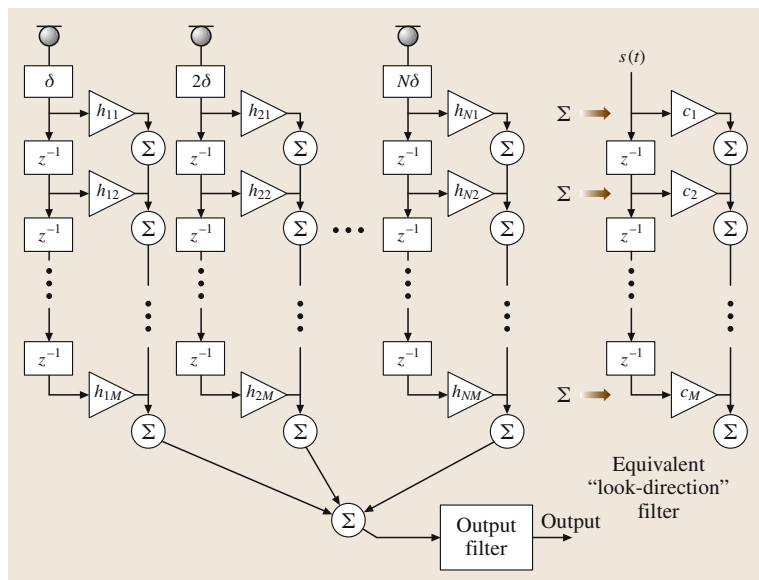 s(t)
δ 2δ Nδ
h11 h21 hN1 Σ c1
Σ Σ Σ Σ
z−1 z−1 z−1 z−1
h12 h22 hN2 Σ c2
Σ Σ ••• Σ Σ
z−1 z−1 z−1 z−1
z−1 z−1 z−1 z−1
h1M h2M hNM Σ cM
Σ Σ Σ Σ
Equivalent
“look-direction”
filter
Σ
Output
filter
Output